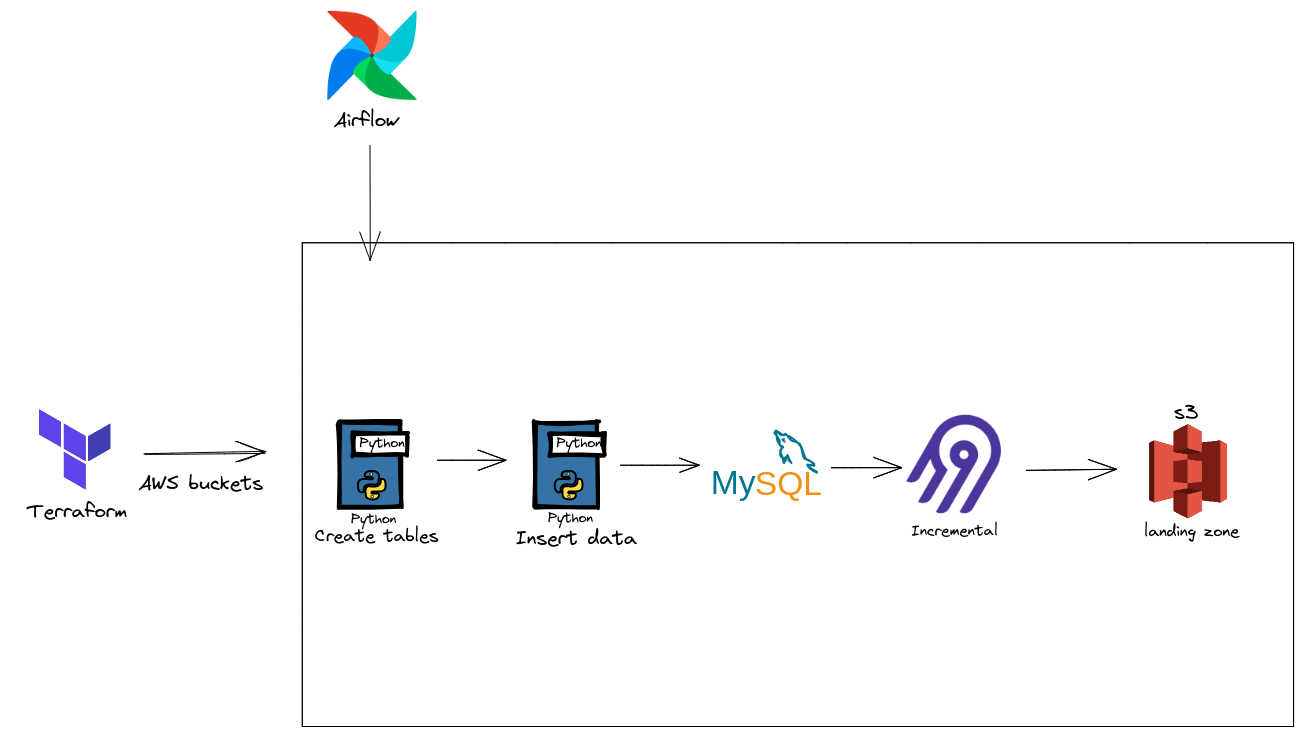 Airflow
Terraform
AWS buckets
Python
Python
Create tables
Python
Python
Insert data
MySQL
Incremental
s3
landing zone